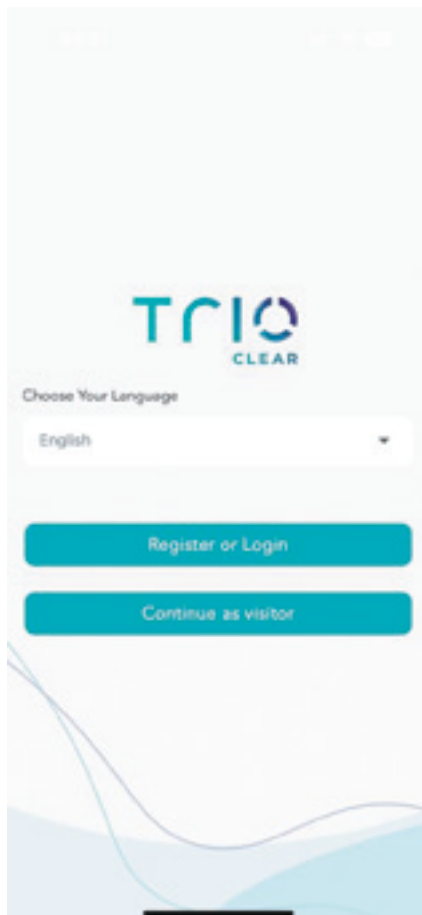 TrIO
CLEAR
Choose Your Language
English
Register or Login
Continue as visitor